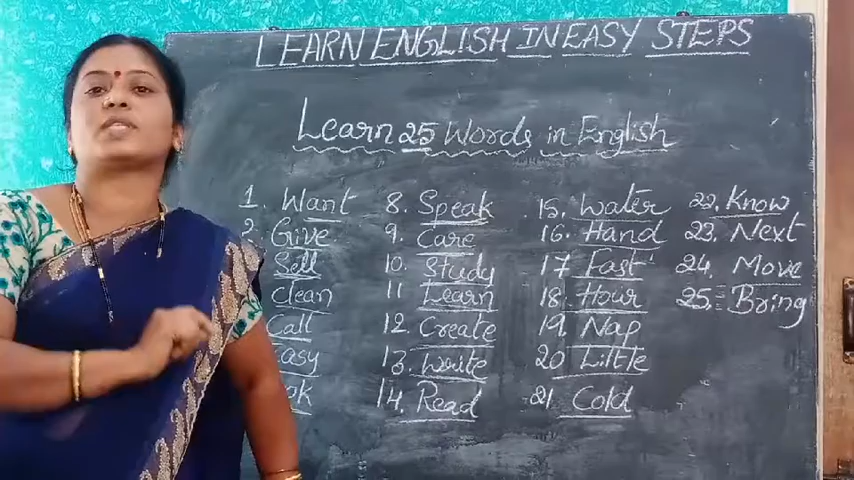 LEARN ENGLISH IN EASY STEPS
Learn 25 Words in English
1. Want
2. Give
Sell
clean
Call
Easy
8. Speak
9. Care
10. Study
11. Learn
12. Create
13. Write
14. Read
15. Water
16. Hand
17. Fast
18. Hour
19. Nap
20. Little
21. Cold
22. Know
23. Next
24. Move
25. Bring